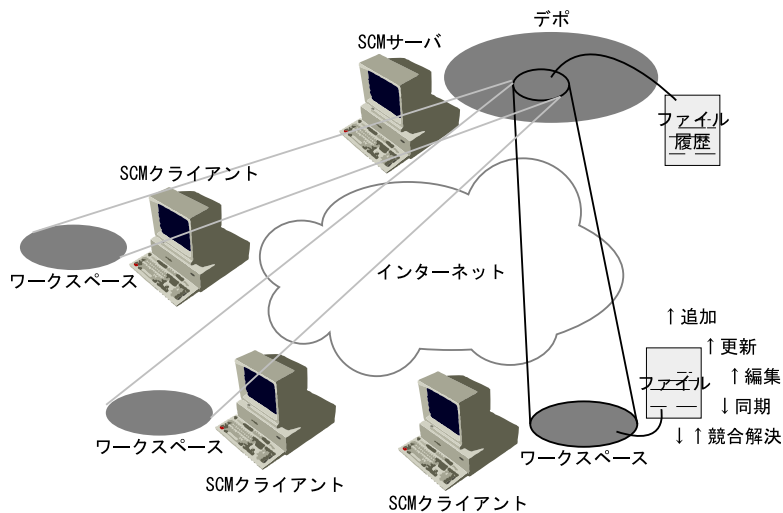 デポ
SCMサーバ
ファイル
履歴
SCMクライアント
ワークスペース
インターネット
↑追加
↑更新
ファイル
↑編集
↓同期
↓↑競合解決
ワークスペース
ワークスペース
SCMクライアント
SCMクライアント